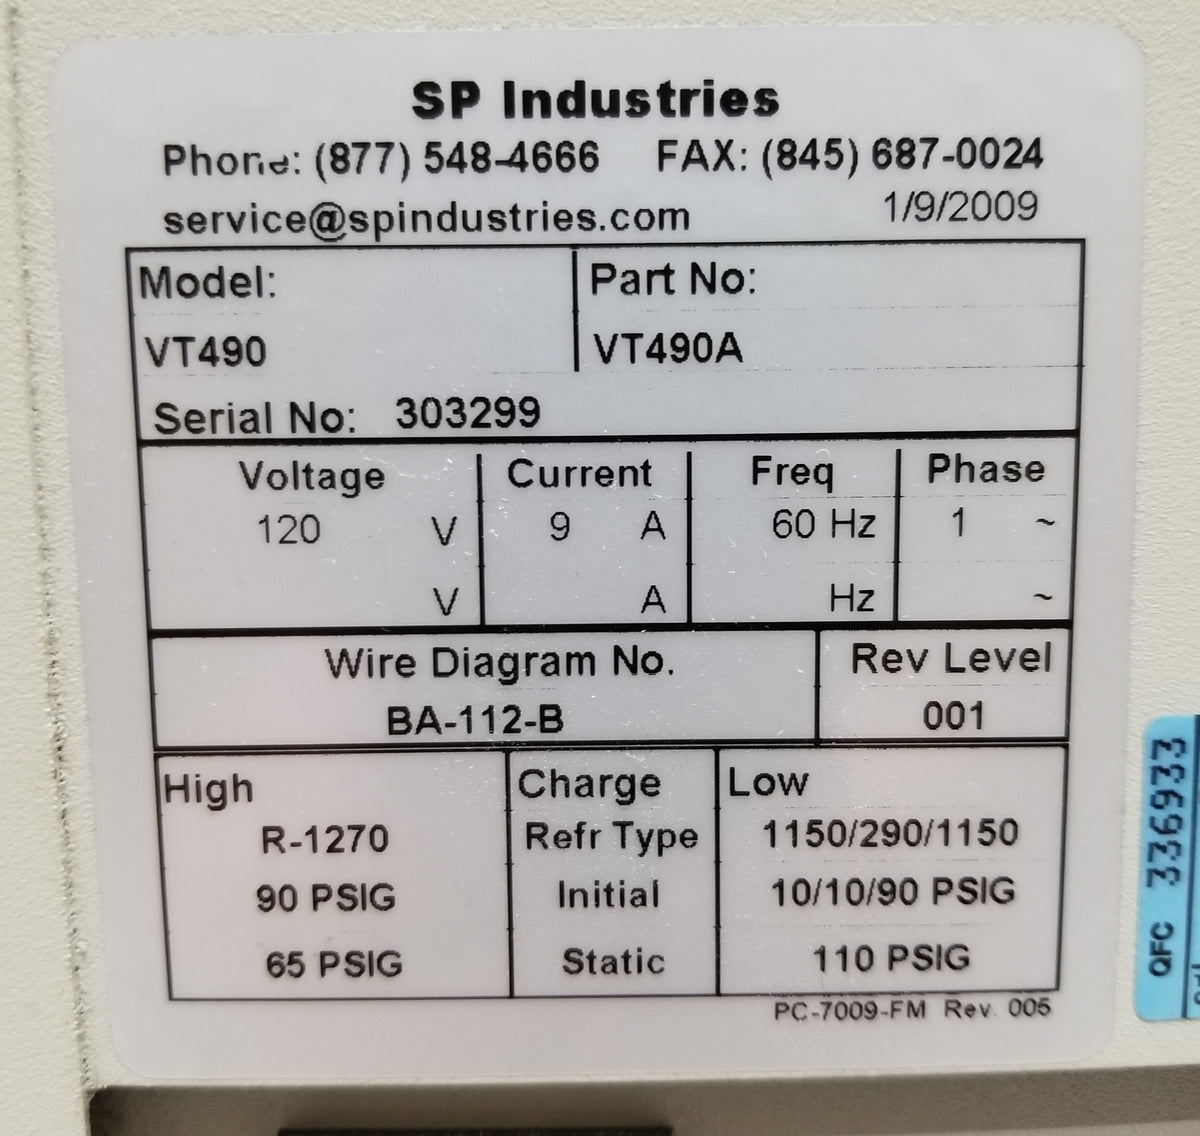 SP Industries
Phone: (877) 548-4666 FAX: (845) 687-0024
service@spindustries.com 1/9/2009
Model: Part No:
VT490 VT490A
Serial No: 303299
Voltage Current Freq Phase
120 V 9 A 60 Hz 1 ~
V A Hz ~
Wire Diagram No. Rev Level
BA-112-B 001
High Charge Low
R-1270 Refr Type 1150/290/1150
90 PSIG Initial 10/10/90 PSIG
65 PSIG Static 110 PSIG
PC-7009-FM Rev. 005
QFC 336933